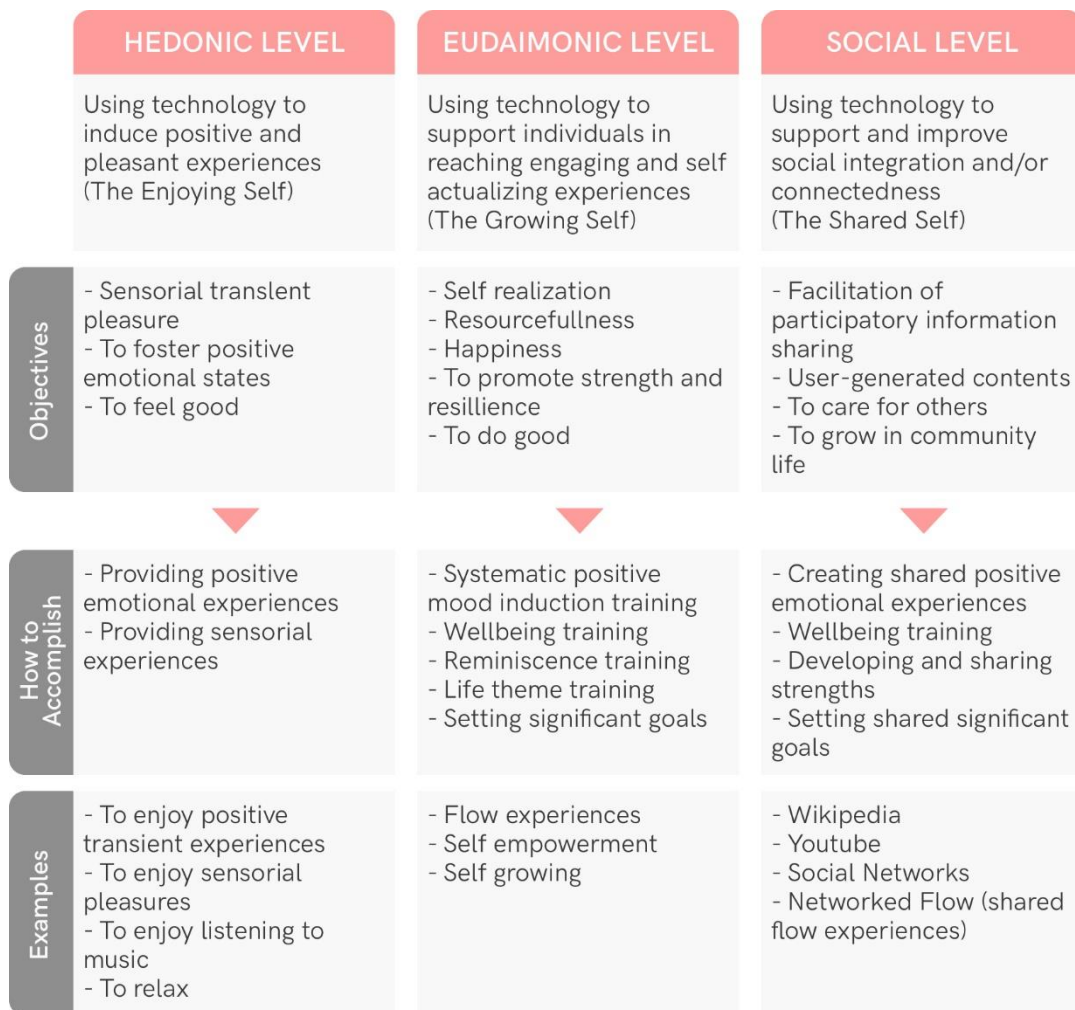 HEDONIC LEVEL
Using technology to
induce positive and
pleasant experiences
(The Enjoying Self)
EUDAIMONIC LEVEL
Using technology to
support individuals in
reaching engaging and self
actualizing experiences
(The Growing Self)
SOCIAL LEVEL
Using technology to
support and improve
social integration and/or
connectedness
(The Shared Self)
Objectives
- Sensorial translent
pleasure
- To foster positive
emotional states
- To feel good
- Self realization
- Resourcefullness
- Happiness
- To promote strength and
resillience
- To do good
- Facilitation of
participatory information
sharing
- User-generated contents
- To care for others
- To grow in community
life
How to
Accomplish
- Providing positive
emotional experiences
- Providing sensorial
experiences
- Systematic positive
mood induction training
- Wellbeing training
- Reminiscence training
- Life theme training
- Setting significant goals
- Creating shared positive
emotional experiences
- Wellbeing training
- Developing and sharing
strengths
- Setting shared significant
goals
Examples
- To enjoy positive
transient experiences
- To enjoy sensorial
pleasures
- To enjoy listening to
music
- To relax
- Flow experiences
- Self empowerment
- Self growing
- Wikipedia
- Youtube
- Social Networks
- Networked Flow (shared
flow experiences)